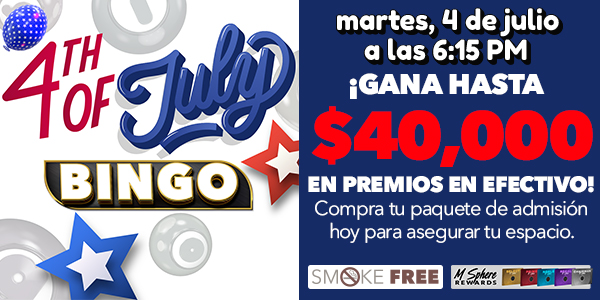 4TH
OF July
BINGO
martes, 4 de julio
a las 6:15 PM
¡GANA HASTA
$40,000
EN PREMIOS EN EFECTIVO!
Compra tu paquete de admisión
hoy para asegurar tu espacio.
SMOKE FREE
M Sphere
REWARDS